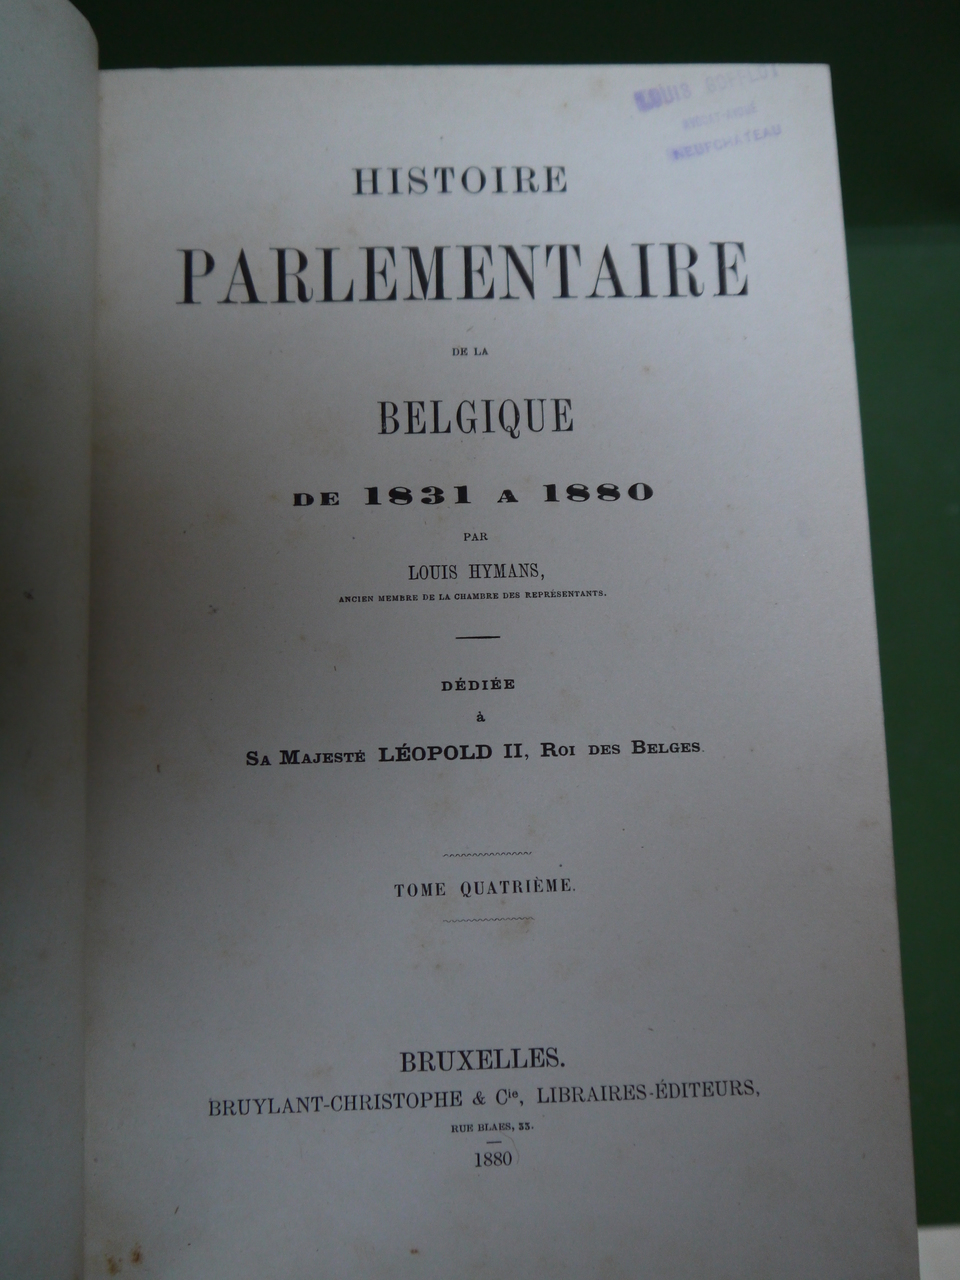 LOUIS
NEUFCHATEAU
HISTOIRE
PARLEMENTAIRE
DE LA
BELGIQUE
DE 1831 A 1880
PAR
LOUIS HYMANS,
ANCIEN MEMBRE DE LA CHAMBRE DES REPRÉSENTANTS.
DÉDIÉE
à
SA MAJESTÉ LÉOPOLD II, ROI DES BELGES.
TOME QUATRIÈME.
BRUXELLES.
BRUYLANT-CHRISTOPHE & Cie, LIBRAIRES-ÉDITEURS,
RUE BLAES, 33.
1880